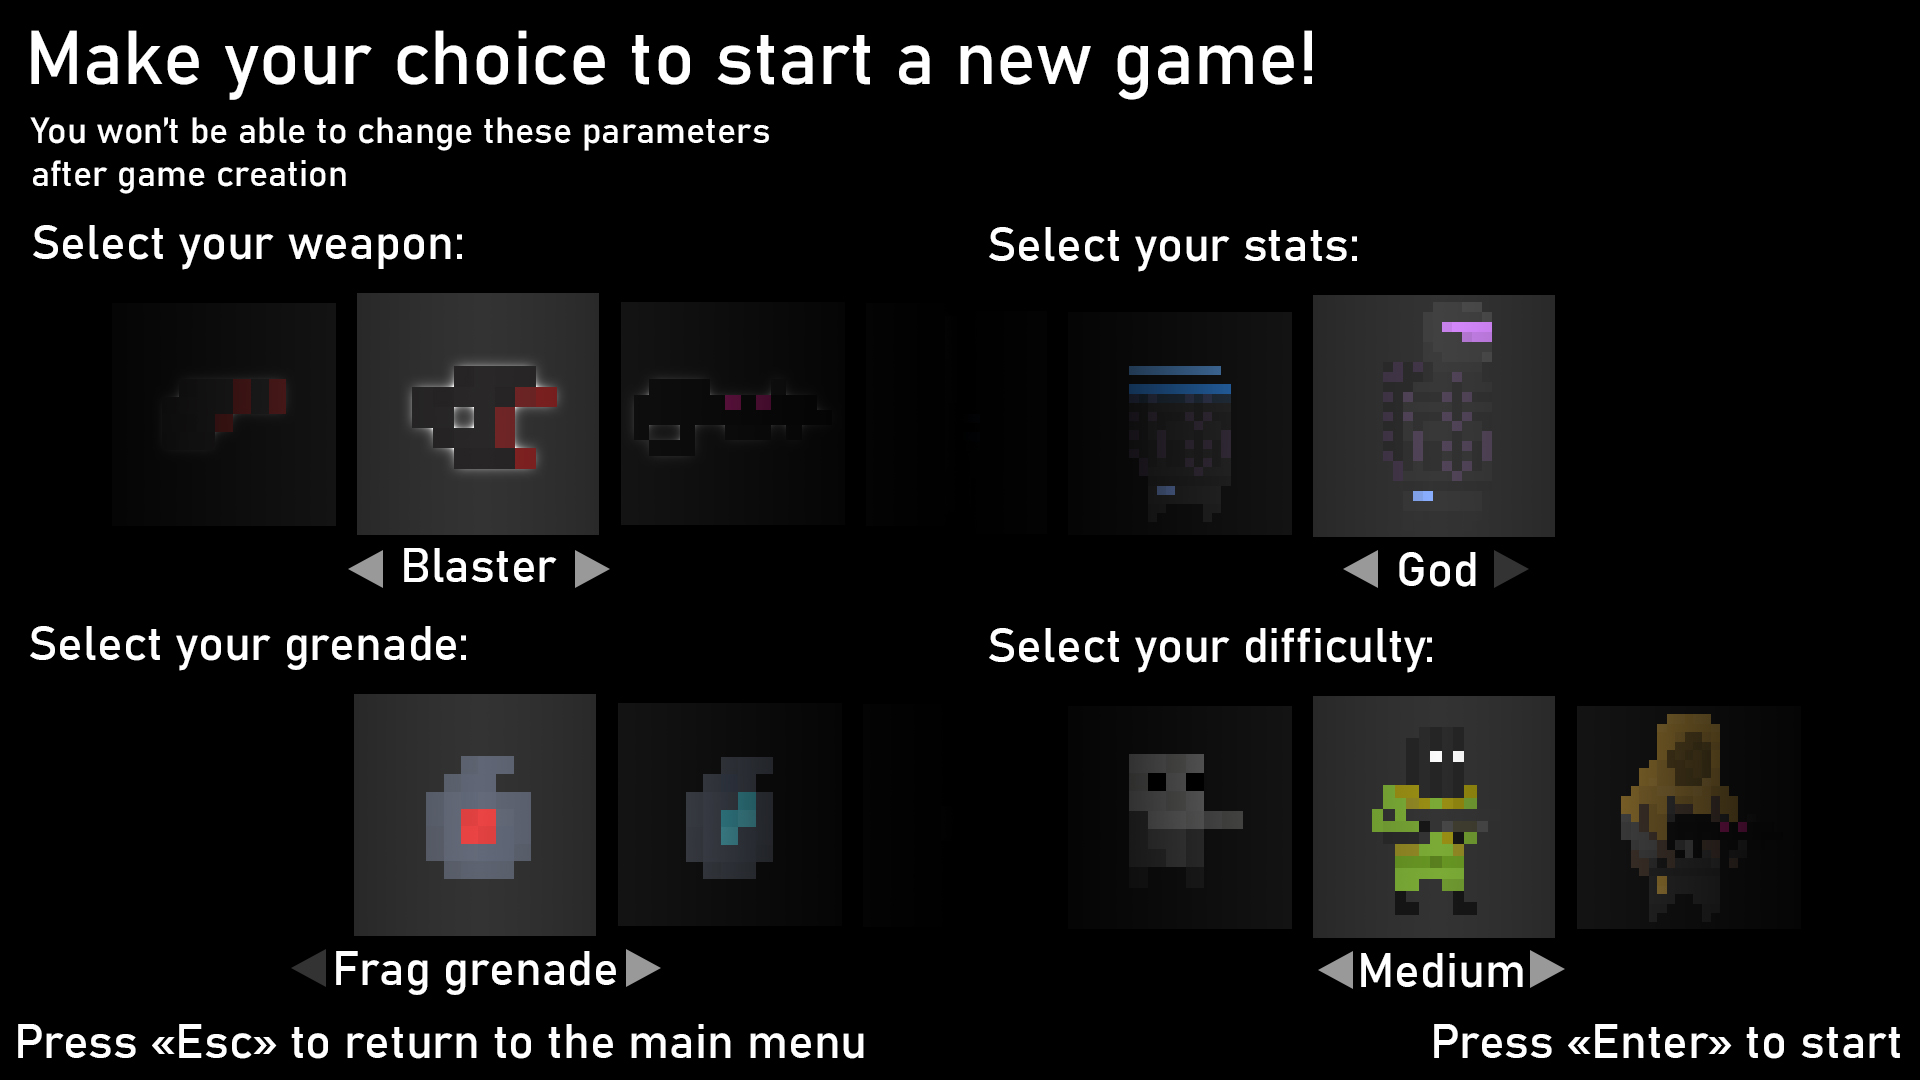 Make your choice to start a new game!
You won't be able to change these parameters
after game creation
Select your weapon:
Select your stats:
Blaster
God
Select your grenade:
Select your difficulty:
Frag grenade
Medium
Press «Esc» to return to the main menu
Press «Enter» to start